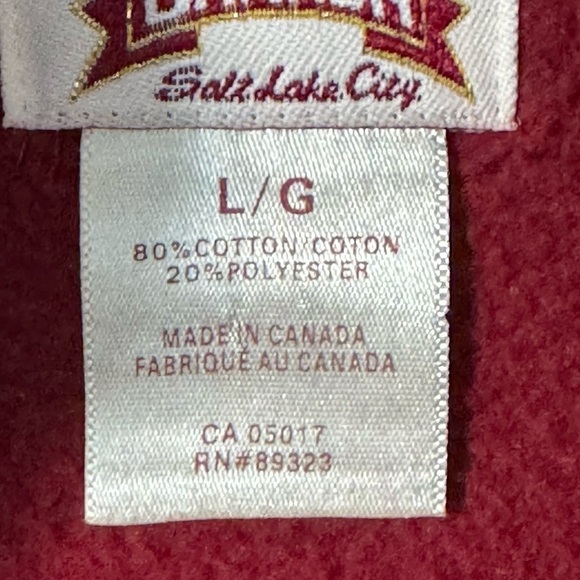 Salt Lake City
L/G
80% COTTON/COTON
20% POLYESTER
MADE IN CANADA
FABRIQUÉ AU CANADA
CA 05017
RN#89323